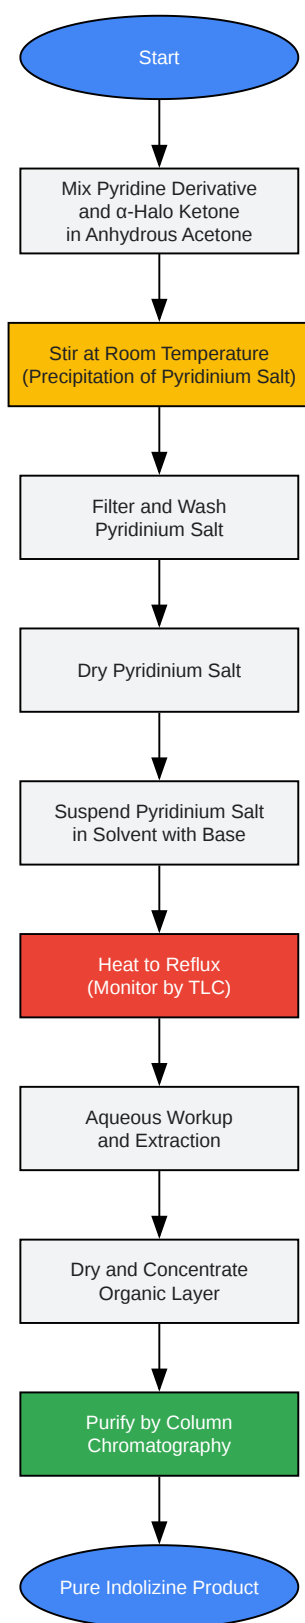 Start
Mix Pyridine Derivative
and α-Halo Ketone
in Anhydrous Acetone
Stir at Room Temperature
(Precipitation of Pyridinium Salt)
Filter and Wash
Pyridinium Salt
Dry Pyridinium Salt
Suspend Pyridinium Salt
in Solvent with Base
Heat to Reflux
(Monitor by TLC)
Aqueous Workup
and Extraction
Dry and Concentrate
Organic Layer
Purify by Column
Chromatography
Pure Indolizine Product